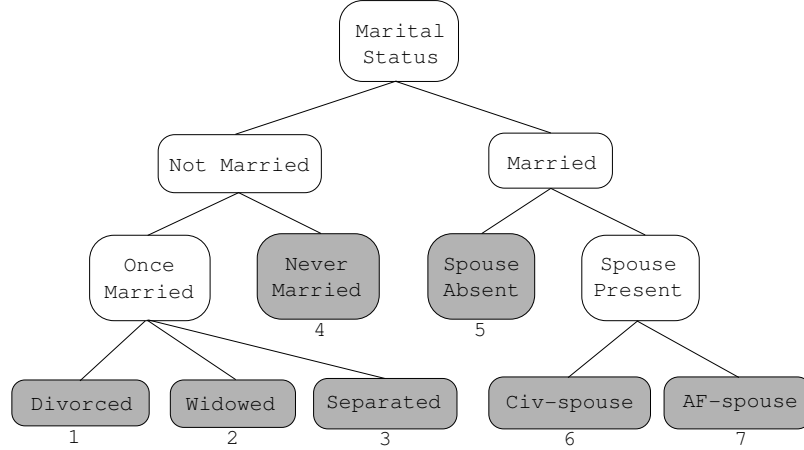 Marital
Status
Not Married
Married
Once
Married
Never
Married
Spouse
Absent
Spouse
Present
4
5
Divorced
Widowed
Separated
Civ-spouse
AF-spouse
1
2
3
6
7